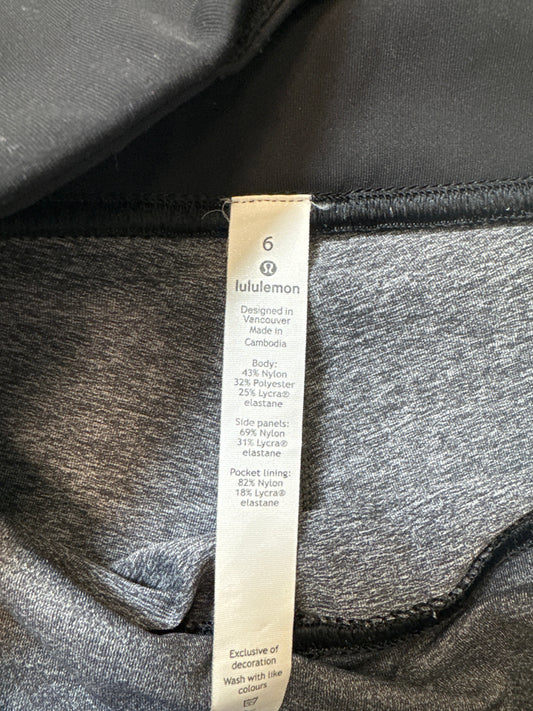 6
lululemon
Designed in
Vancouver
Made in
Cambodia
Body:
43% Nylon
32% Polyester
25% Lycra®
elastane
Side panels:
69% Nylon
31% Lycra®
elastane
Pocket lining:
82% Nylon
18% Lycra®
elastane
Exclusive of
decoration
Wash with like
colours